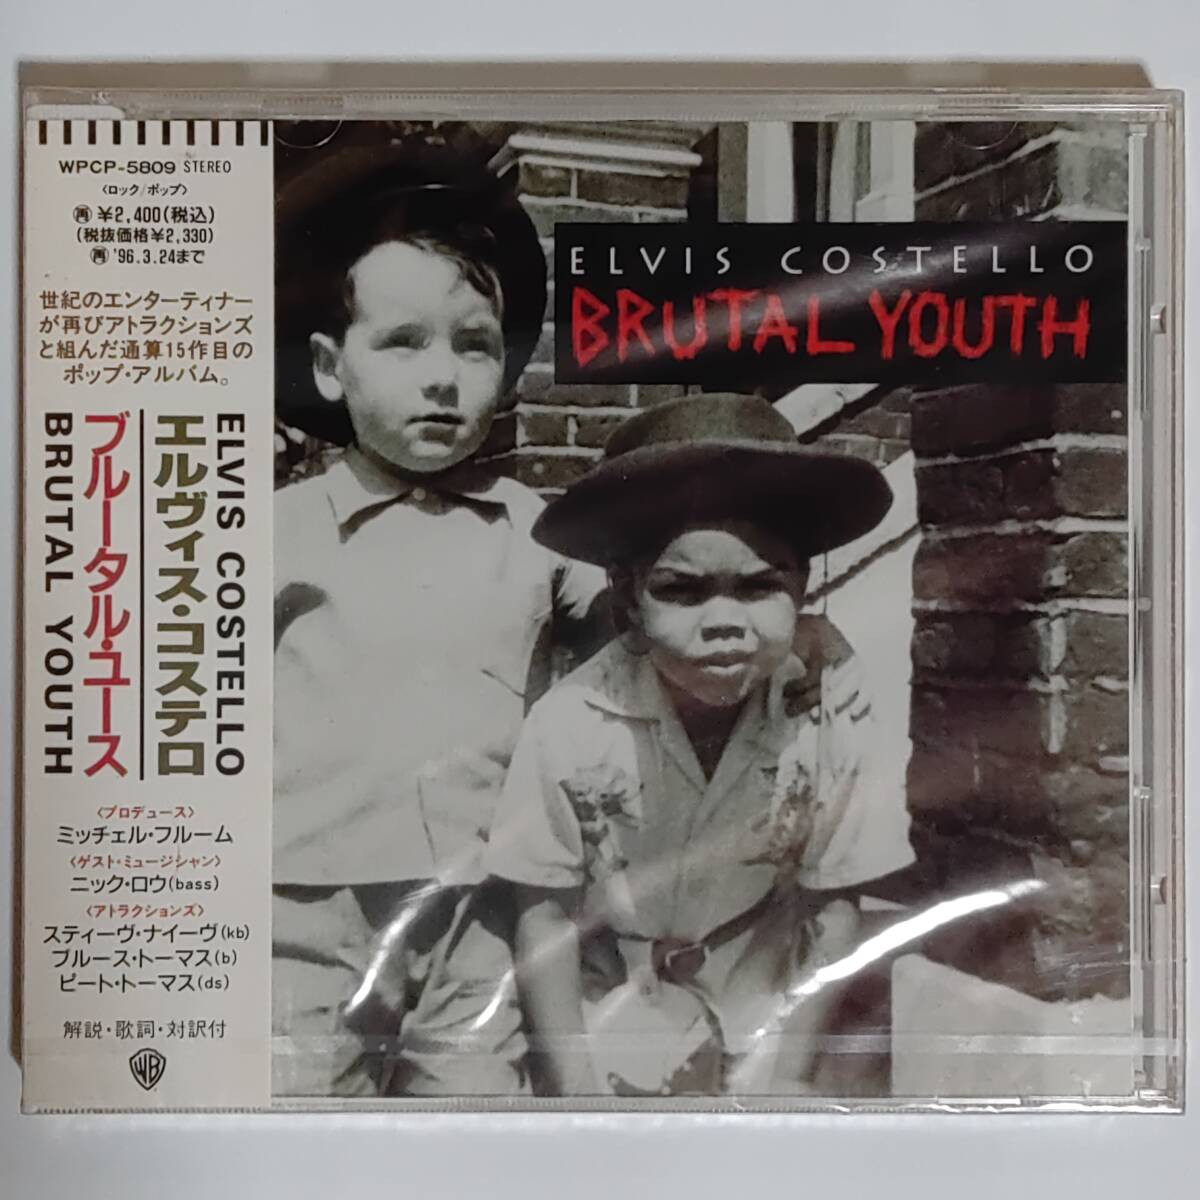 WPCP-5809 STEREO
〈ロック/ポップ〉
再 ¥2,400(税込)
(税抜価格¥2,330)
再 '96.3.24まで
世紀のエンターティナー
が再びアトラクションズ
と組んだ通算15作目の
ポップ・アルバム。
ELVIS COSTELLO
エルヴィス・コステロ
ブルータル・ユース
BRUTAL YOUTH
〈プロデュース〉
ミッチェル・フルーム
〈ゲスト・ミュージシャン〉
ニック・ロウ(bass)
〈アトラクションズ〉
スティーヴ・ナイーヴ(kb)
ブルース・トーマス(b)
ピート・トーマス(ds)
解説・歌詞・対訳付
WB
ELVIS COSTELLO
BRUTAL YOUTH